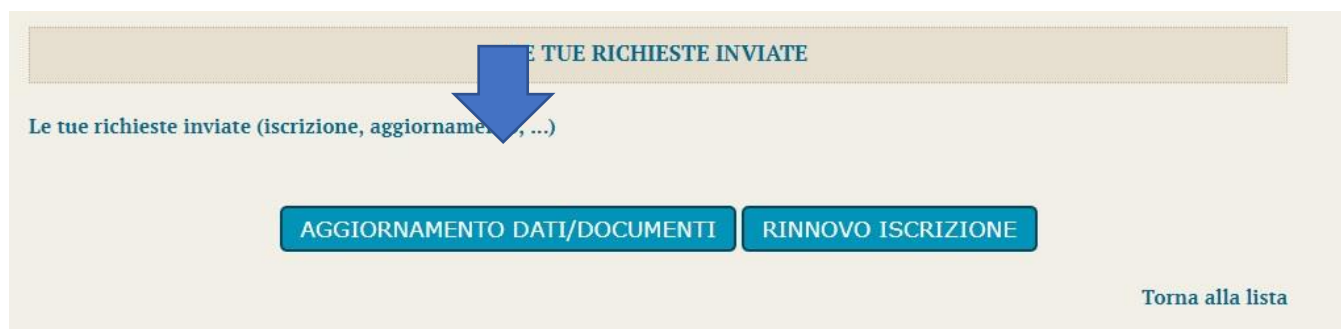 TUE RICHIESTE INVIATE
Le tue richieste inviate (iscrizione, ...)
AGGIORNAMENTO DATI/DOCUMENTI RINNOVO ISCRIZIONE
Torna alla lista